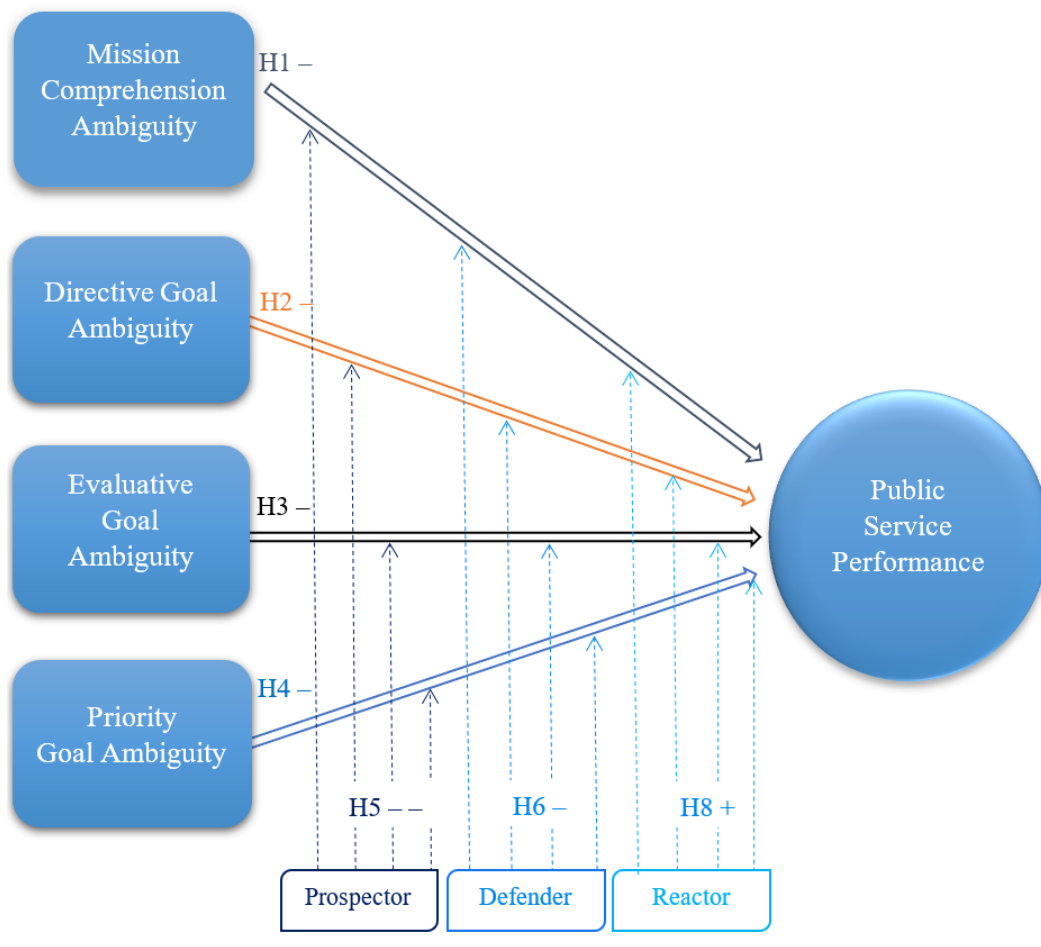 Mission
Comprehension
Ambiguity
H1 –
Directive Goal
Ambiguity
H2 –
Evaluative
Goal
Ambiguity
H3 –
Priority
Goal Ambiguity
H4 –
Public
Service
Performance
H5 – –
H6 –
H8 +
Prospector
Defender
Reactor